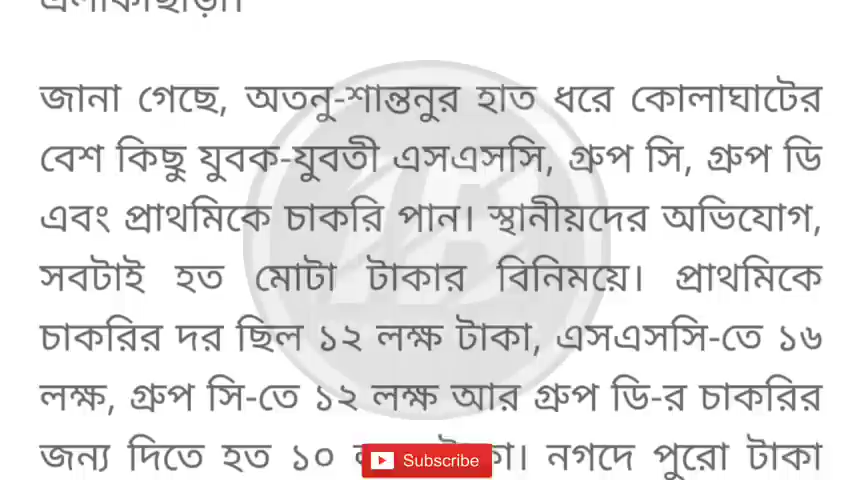 এলাকাছাড়া।
জানা গেছে, অতনু-শান্তনুর হাত ধরে কোলাঘাটের
বেশ কিছু যুবক-যুবতী এসএসসি, গ্রুপ সি, গ্রুপ ডি
এবং প্রাথমিকে চাকরি পান। স্থানীয়দের অভিযোগ,
সবটাই হত মোটা টাকার বিনিময়ে। প্রাথমিকে
চাকরির দর ছিল ১২ লক্ষ টাকা, এসএসসি-তে ১৬
লক্ষ, গ্রুপ সি-তে ১২ লক্ষ আর গ্রুপ ডি-র চাকরির
জন্য দিতে হত ১০ নগদে পুরো টাকা
Subscribe